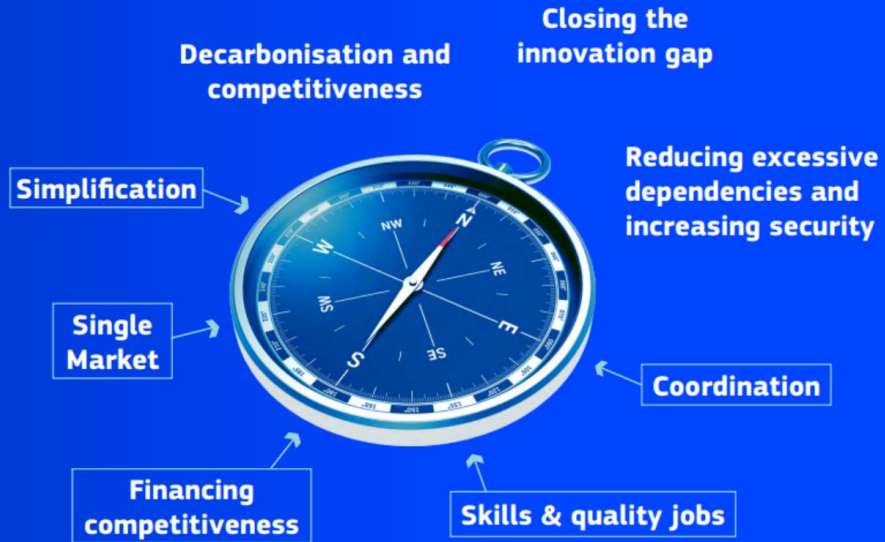 Closing the
innovation gap
Decarbonisation and
competitiveness
Reducing excessive
dependencies and
increasing security
Simplification
Single
Market
Coordination
Financing
competitiveness
Skills & quality jobs
N
NE
E
SE
S
SW
W
NW